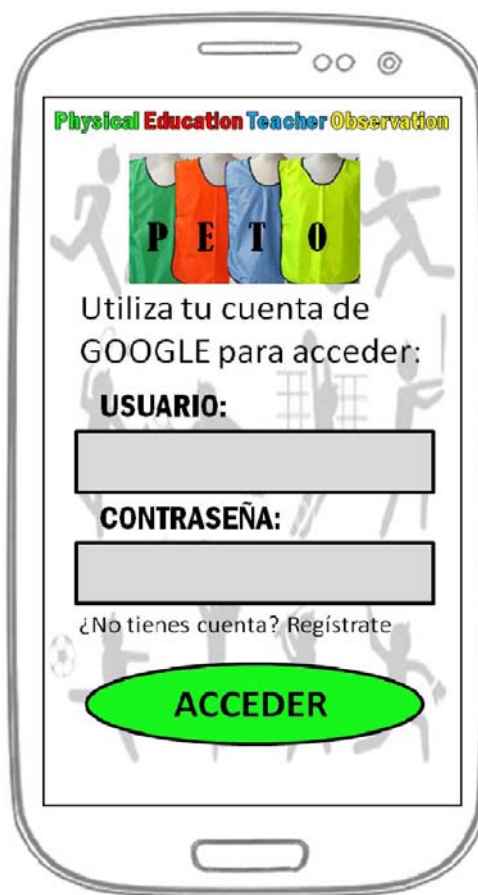 Physical Education Teacher Observation
P E T O
Utiliza tu cuenta de
GOOGLE para acceder:
USUARIO:
CONTRASEÑA:
¿No tienes cuenta? Regístrate
ACCEDER